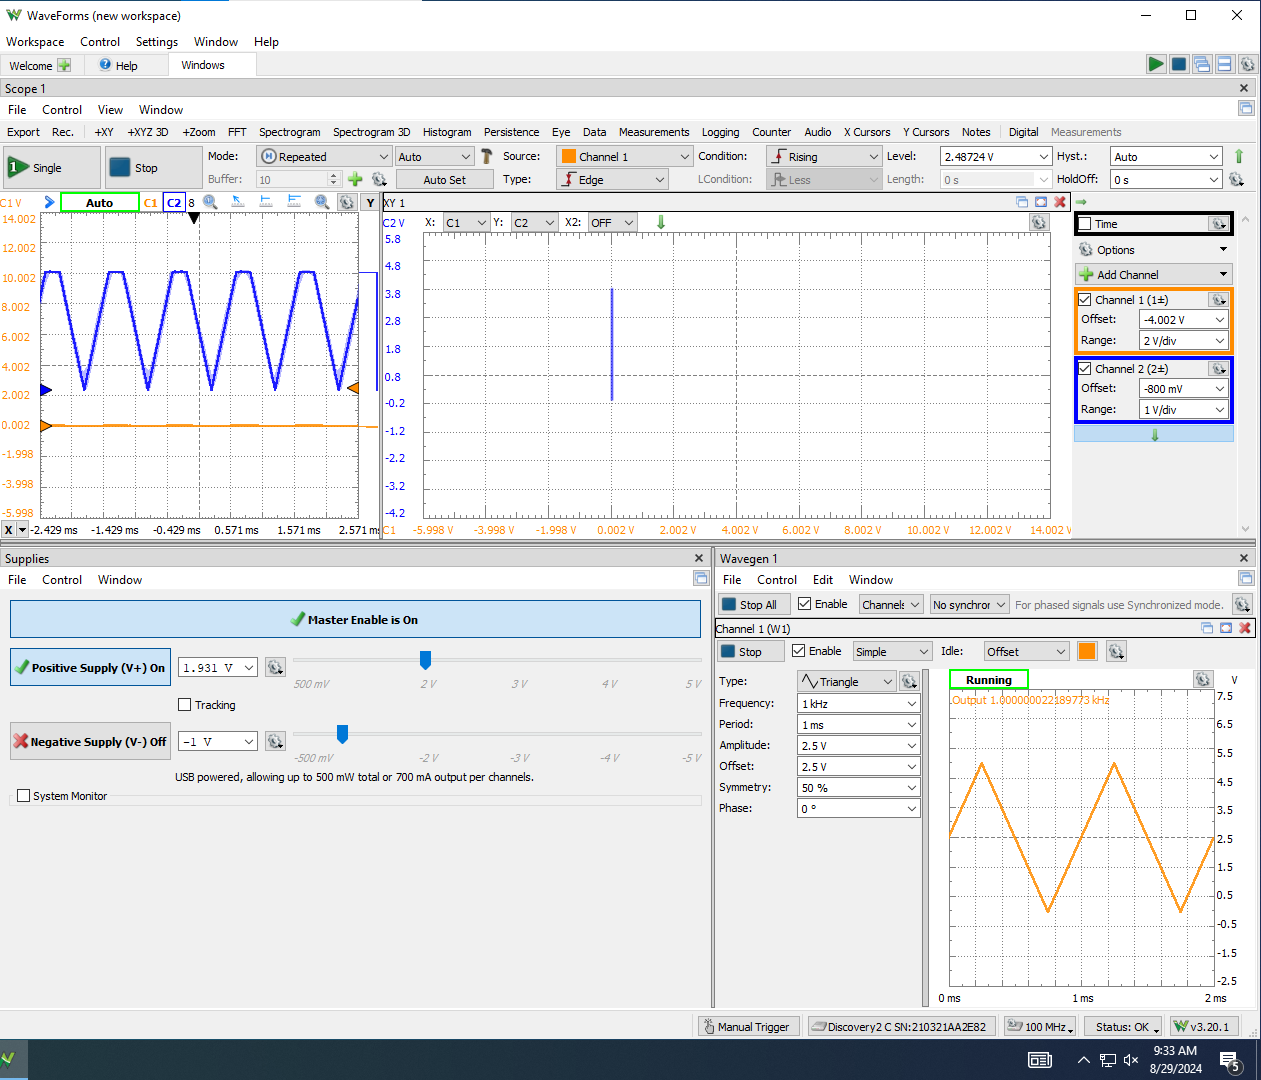 WaveForms (new workspace)
Workspace Control Settings Window Help
Welcome Help Windows
Scope 1
File Control View Window
Export Rec. +XY +XYZ 3D +Zoom FFT Spectrogram Spectrogram 3D Histogram Persistence Eye Data Measurements Logging Counter Audio X Cursors Y Cursors Notes Digital Measurements
1 Single Stop Mode: Repeated Auto Source: Channel 1 Condition: Rising Level: 2.48724 V Hyst.: Auto
Buffer: 10 Auto Set Type: Edge LCondition: Less Length: 0 s HoldOff: 0 s
C1 V Auto C1 C2 8 Y
14.002
12.002
10.002
8.002
6.002
4.002
2.002
0.002
-1.998
-3.998
-5.998
X -2.429 ms -1.429 ms -0.429 ms 0.571 ms 1.571 ms 2.571 ms
XY 1
C2 V X: C1 Y: C2 X2: OFF
5.8
4.8
3.8
2.8
1.8
0.8
-0.2
-1.2
-2.2
-3.2
-4.2
C1 -5.998 V -3.998 V -1.998 V 0.002 V 2.002 V 4.002 V 6.002 V 8.002 V 10.002 V 12.002 V 14.002 V
Time
Options
Add Channel
Channel 1 (1±)
Offset: -4.002 V
Range: 2 V/div
Channel 2 (2±)
Offset: -800 mV
Range: 1 V/div
Supplies
File Control Window
Master Enable is On
Positive Supply (V+) On 1.931 V
500 mV 2 V 3 V 4 V 5 V
Tracking
Negative Supply (V-) Off -1 V
-500 mV -2 V -3 V -4 V -5 V
USB powered, allowing up to 500 mW total or 700 mA output per channels.
System Monitor
Wavegen 1
File Control Edit Window
Stop All Enable Channels No synchror For phased signals use Synchronized mode.
Channel 1 (W1)
Stop Enable Simple Idle: Offset
Type: Triangle
Frequency: 1 kHz
Period: 1 ms
Amplitude: 2.5 V
Offset: 2.5 V
Symmetry: 50 %
Phase: 0 °
Running V
Output 1.000000022189773 kHz
7.5
6.5
5.5
4.5
3.5
2.5
1.5
0.5
-0.5
-1.5
-2.5
0 ms 1 ms 2 ms
Manual Trigger Discovery2 C SN:210321AA2E82 100 MHz Status: OK v3.20.1
9:33 AM
8/29/2024
5